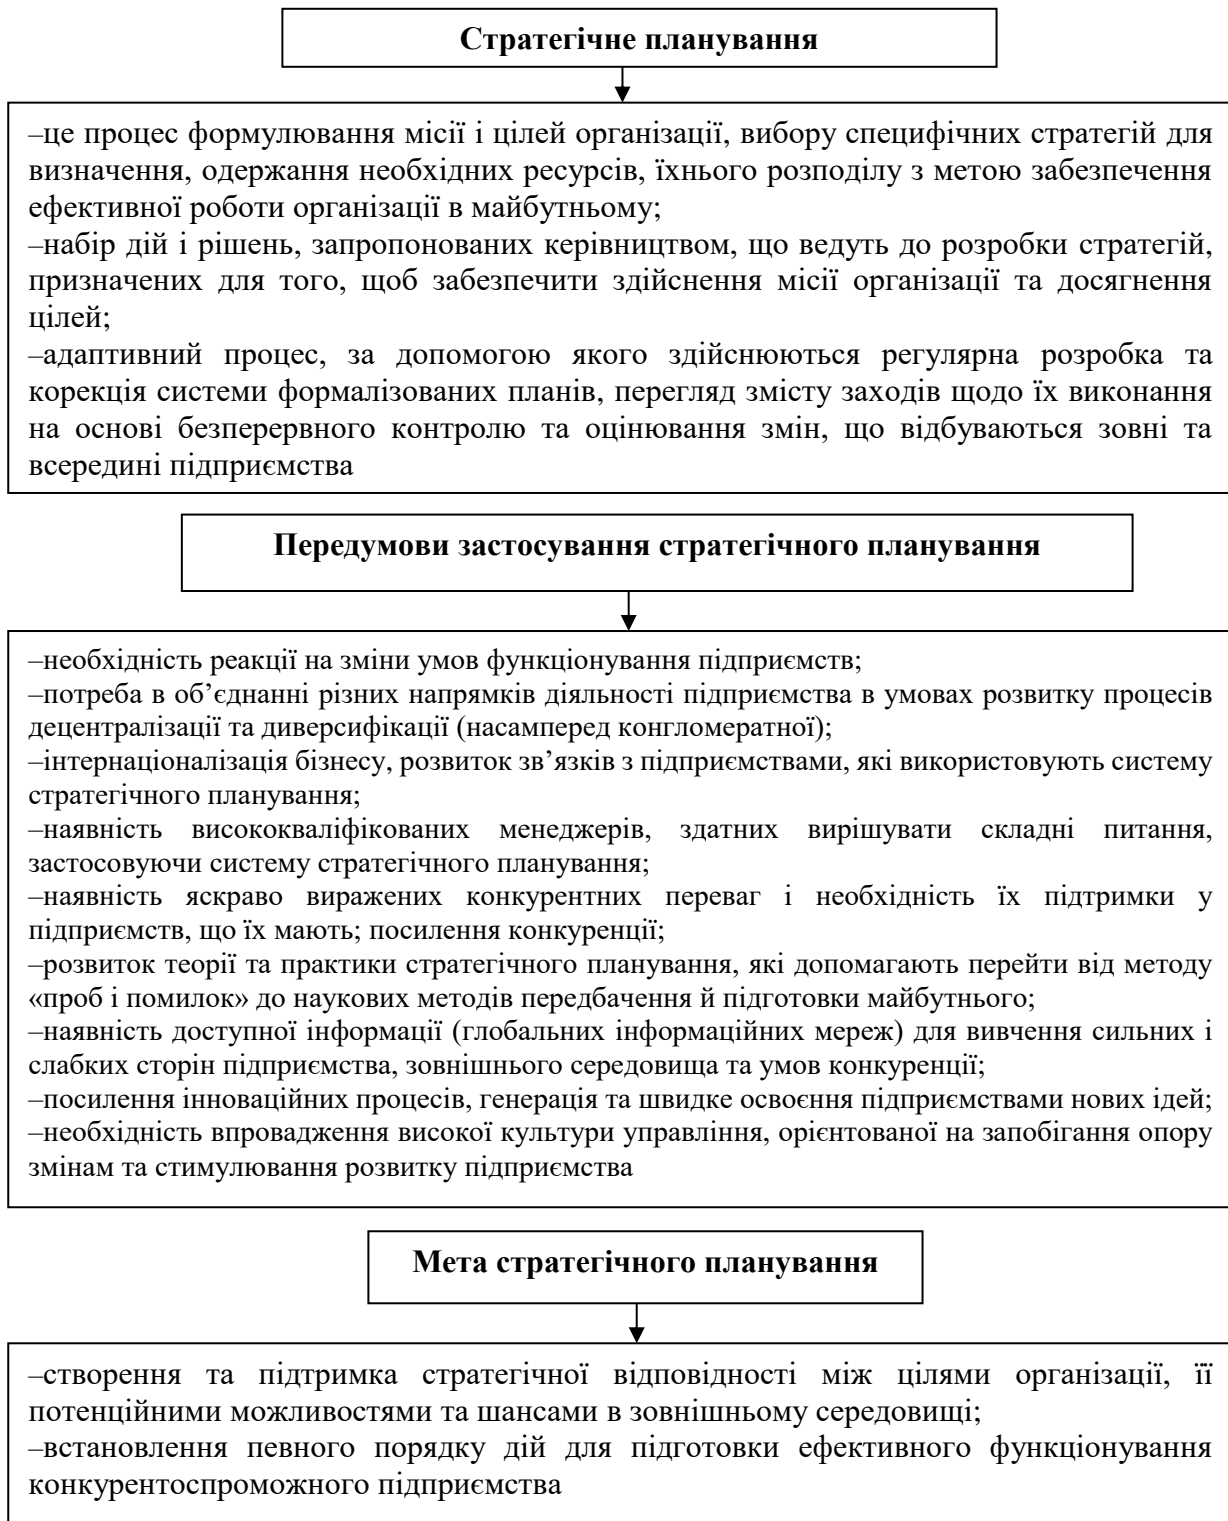 Стратегічне планування
–це процес формулювання місії і цілей організації, вибору специфічних стратегій для
визначення, одержання необхідних ресурсів, їхнього розподілу з метою забезпечення
ефективної роботи організації в майбутньому;
–набір дій і рішень, запропонованих керівництвом, що ведуть до розробки стратегій,
призначених для того, щоб забезпечити здійснення місії організації та досягнення
цілей;
–адаптивний процес, за допомогою якого здійснюються регулярна розробка та
корекція системи формалізованих планів, перегляд змісту заходів щодо їх виконання
на основі безперервного контролю та оцінювання змін, що відбуваються зовні та
всередині підприємства
Передумови застосування стратегічного планування
–необхідність реакції на зміни умов функціонування підприємств;
–потреба в об’єднанні різних напрямків діяльності підприємства в умовах розвитку процесів
децентралізації та диверсифікації (насамперед конгломератної);
–інтернаціоналізація бізнесу, розвиток зв’язків з підприємствами, які використовують систему
стратегічного планування;
–наявність висококваліфікованих менеджерів, здатних вирішувати складні питання,
застосовуючи систему стратегічного планування;
–наявність яскраво виражених конкурентних переваг і необхідність їх підтримки у
підприємств, що їх мають; посилення конкуренції;
–розвиток теорії та практики стратегічного планування, які допомагають перейти від методу
«проб і помилок» до наукових методів передбачення й підготовки майбутнього;
–наявність доступної інформації (глобальних інформаційних мереж) для вивчення сильних і
слабких сторін підприємства, зовнішнього середовища та умов конкуренції;
–посилення інноваційних процесів, генерація та швидке освоєння підприємствами нових ідей;
–необхідність впровадження високої культури управління, орієнтованої на запобігання опору
змінам та стимулювання розвитку підприємства
Мета стратегічного планування
–створення та підтримка стратегічної відповідності між цілями організації, її
потенційними можливостями та шансами в зовнішньому середовищі;
–встановлення певного порядку дій для підготовки ефективного функціонування
конкурентоспроможного підприємства